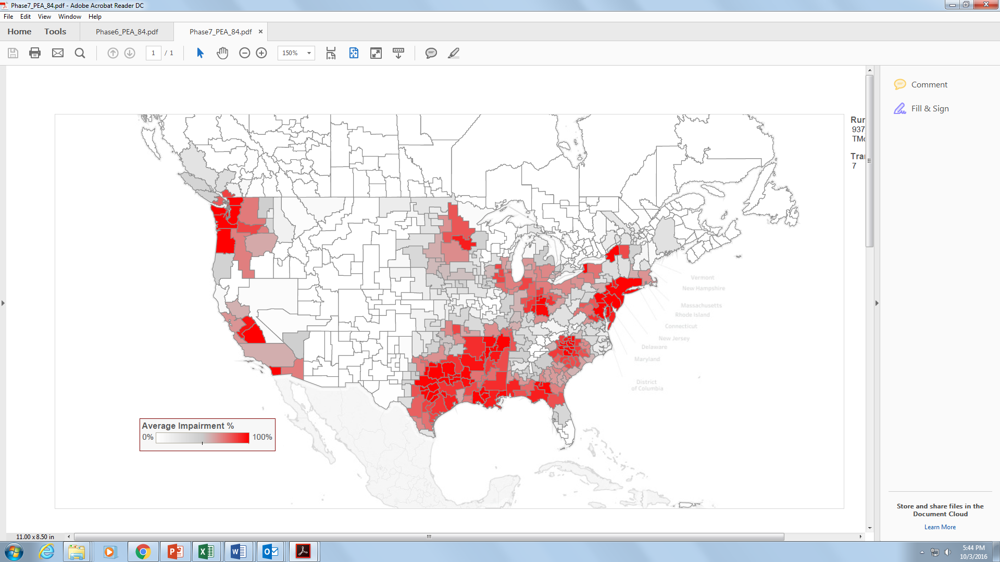 Phase7_PEA_84.pdf - Adobe Acrobat Reader DC
File Edit View Window Help
Home Tools Phase6_PEA_84.pdf Phase7_PEA_84.pdf ×
1 / 1 150%
Comment
Fill & Sign
Rur
937
TMo
Tra
7
Vermont
New Hampshire
Massachusetts
Rhode Island
Connecticut
New Jersey
Delaware
Maryland
District
of Columbia
Average Impairment %
0% 100%
Store and share files in the
Document Cloud
Learn More
11.00 x 8.50 in
5:44 PM
10/3/2016